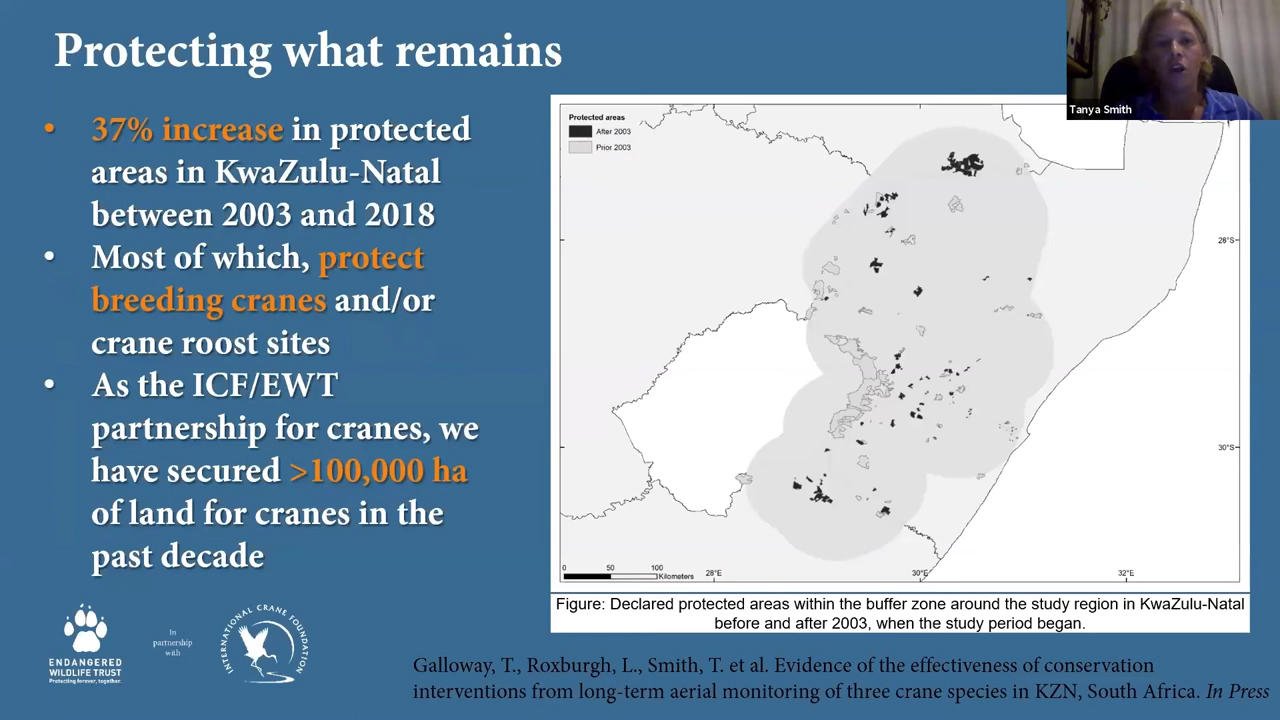 Protecting what remains
Tanya Smith
• 37% increase in protected
areas in KwaZulu-Natal
between 2003 and 2018
• Most of which, protect
breeding cranes and/or
crane roost sites
• As the ICF/EWT
partnership for cranes, we
have secured >100,000 ha
of land for cranes in the
past decade
Protected areas
After 2003
Prior 2003
28°S
30°S
0 50 100
Kilometers
28°E
30°E
32°E
Figure: Declared protected areas within the buffer zone around the study region in KwaZulu-Natal
before and after 2003, when the study period began.
ENDANGERED
WILDLIFE TRUST
Protecting forever, together.
In
partnership
with
INTERNATIONAL CRANE FOUNDATION
Galloway, T., Roxburgh, L., Smith, T. et al. Evidence of the effectiveness of conservation
interventions from long-term aerial monitoring of three crane species in KZN, South Africa. In Press